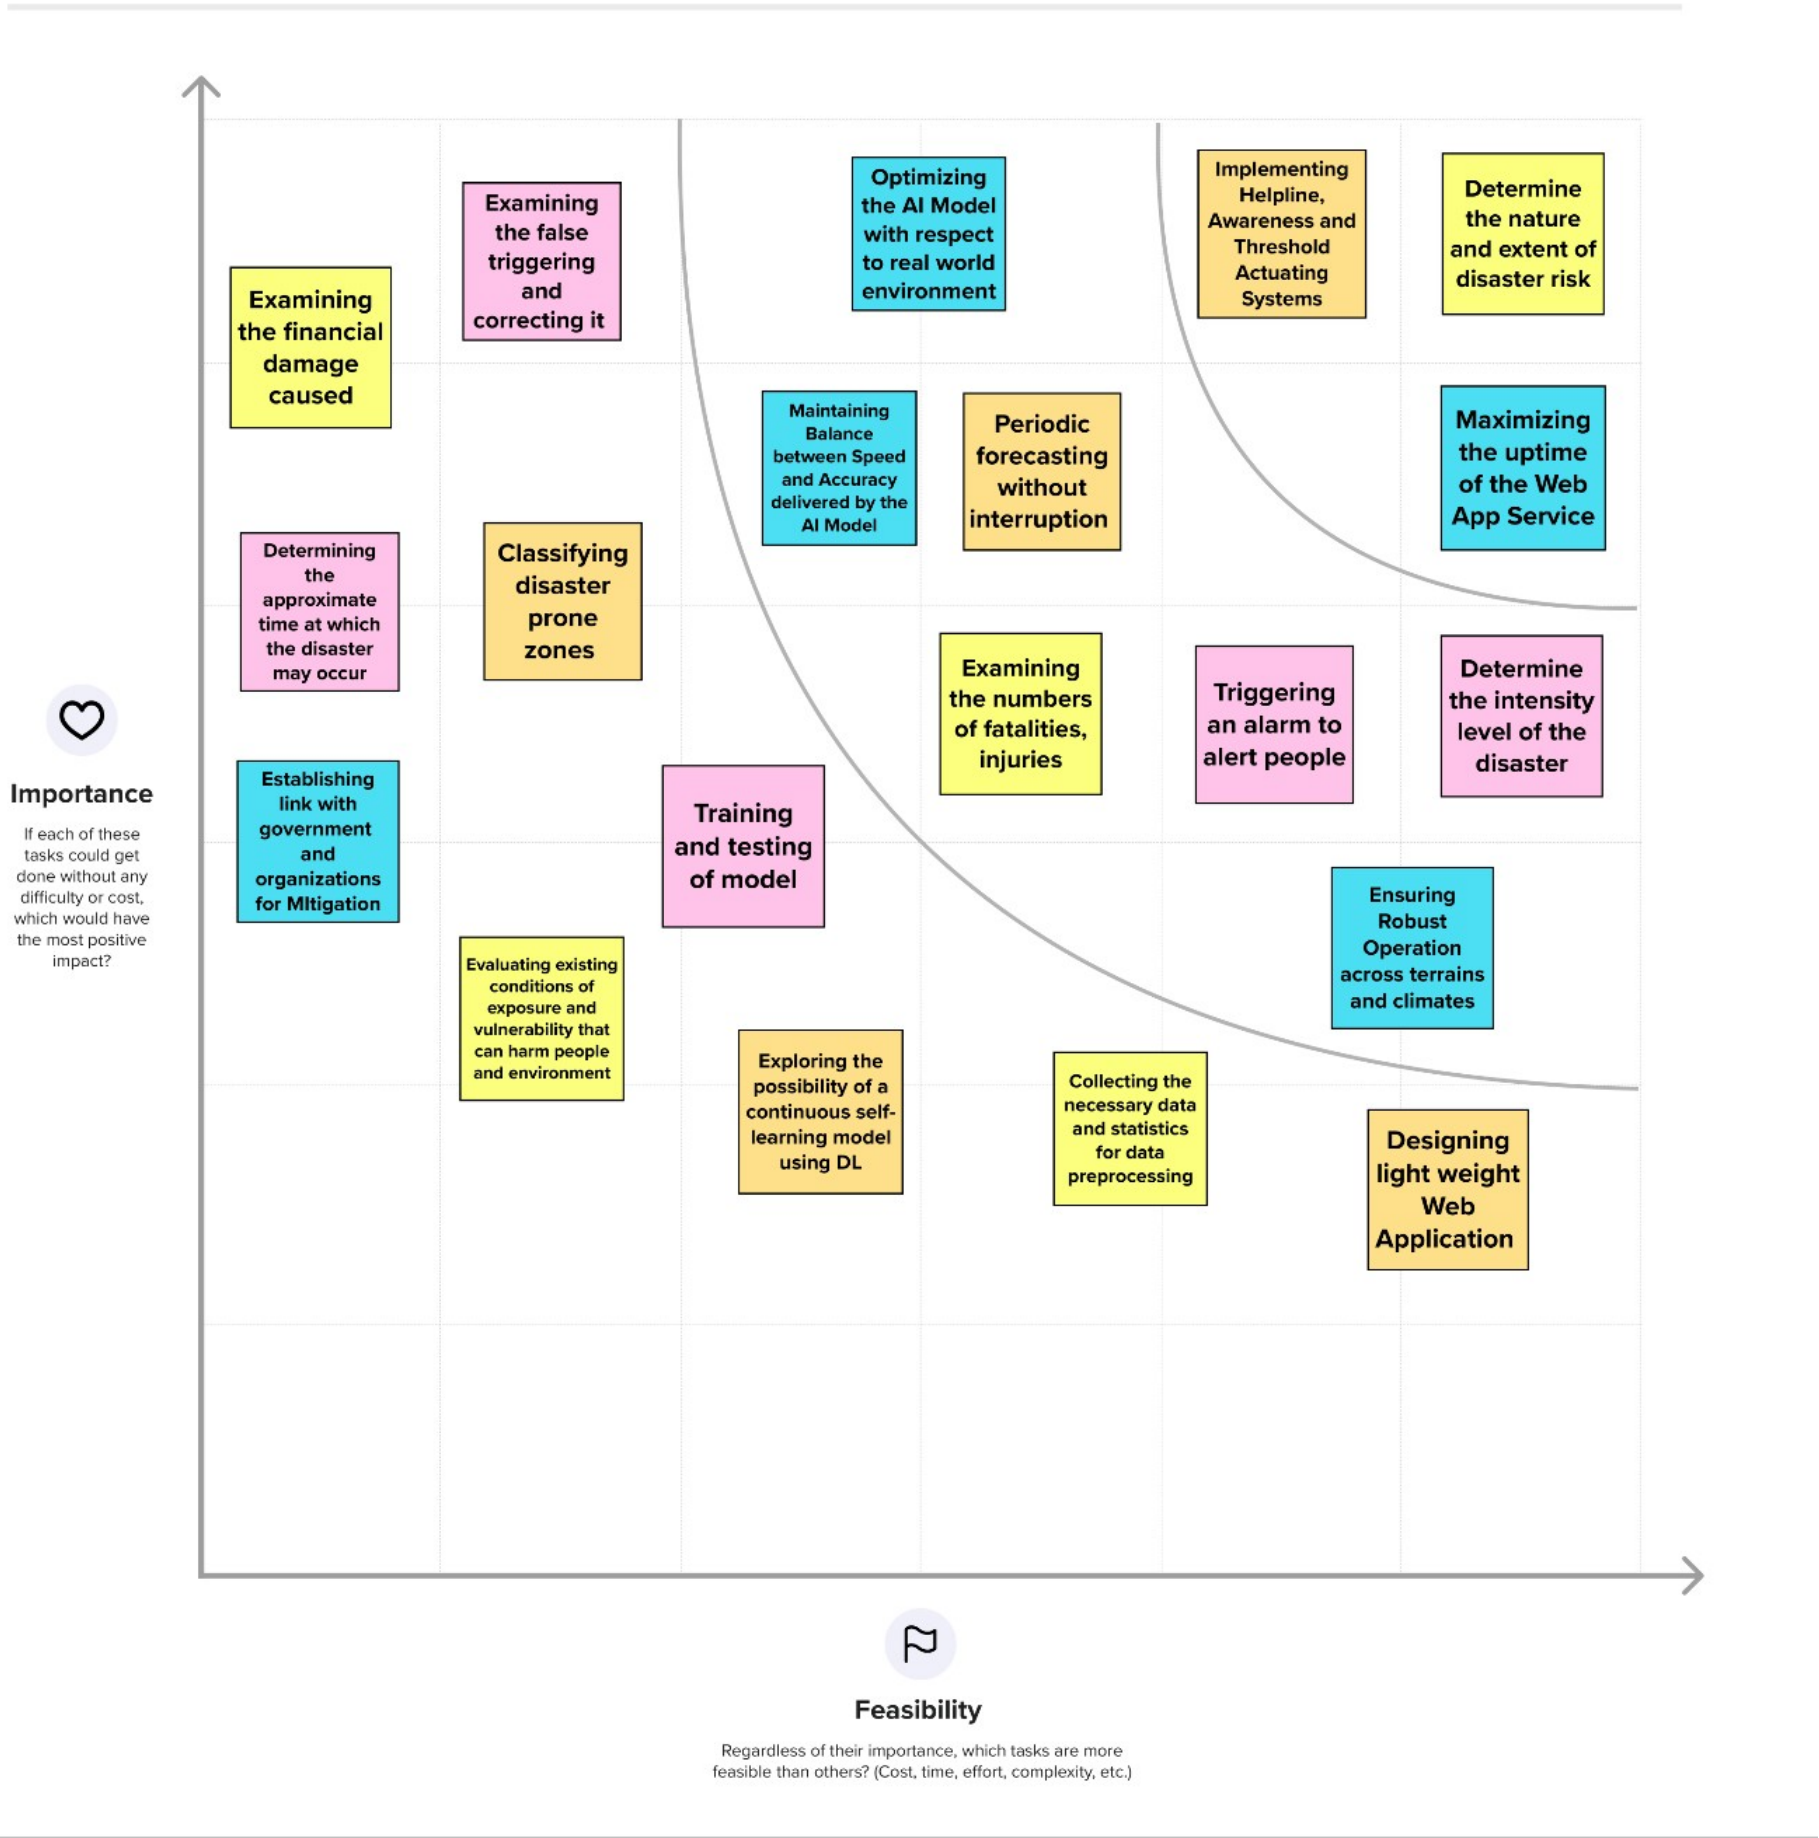 Optimizing
the AI Model
with respect
to real world
environment
Implementing
Helpline,
Awareness and
Threshold
Actuating
Systems
Determine
the nature
and extent of
disaster risk
Examining
the false
triggering
and
correcting it
Examining
the financial
damage
caused
Maintaining
Balance
between Speed
and Accuracy
delivered by the
AI Model
Periodic
forecasting
without
interruption
Maximizing
the uptime
of the Web
App Service
Determining
the
approximate
time at which
the disaster
may occur
Classifying
disaster
prone
zones
Examining
the numbers
of fatalities,
injuries
Triggering
an alarm to
alert people
Determine
the intensity
level of the
disaster
Importance
If each of these
tasks could get
done without any
difficulty or cost,
which would have
the most positive
impact?
Establishing
link with
government
and
organizations
for MItigation
Training
and testing
of model
Ensuring
Robust
Operation
across terrains
and climates
Evaluating existing
conditions of
exposure and
vulnerability that
can harm people
and environment
Exploring the
possibility of a
continuous self-
learning model
using DL
Collecting the
necessary data
and statistics
for data
preprocessing
Designing
light weight
Web
Application
Feasibility
Regardless of their importance, which tasks are more
feasible than others? (Cost, time, effort, complexity, etc.)